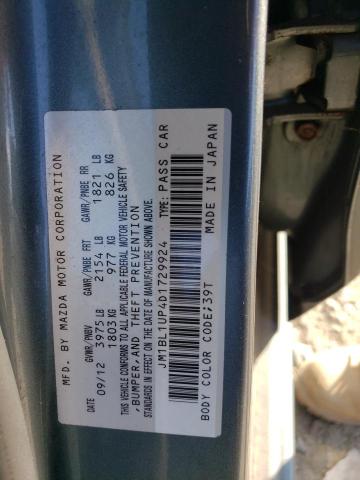 MFD. BY MAZDA MOTOR CORPORATION
DATE GVWR/PNBV GAWR/PNBE FRT GAWR/PNBE RR
09/12 3975 LB 2154 LB 1821 LB
1803 KG 977 KG 826 KG
THIS VEHICLE CONFORMS TO ALL APPLICABLE FEDERAL MOTOR VEHICLE SAFETY
,BUMPER,AND THEFT PREVENTION
STANDARDS IN EFFECT ON THE DATE OF MANUFACTURE SHOWN ABOVE.
JM1BL1UP4D1729924 TYPE: PASS CAR
MADE IN JAPAN
BODY COLOR CODE:39T